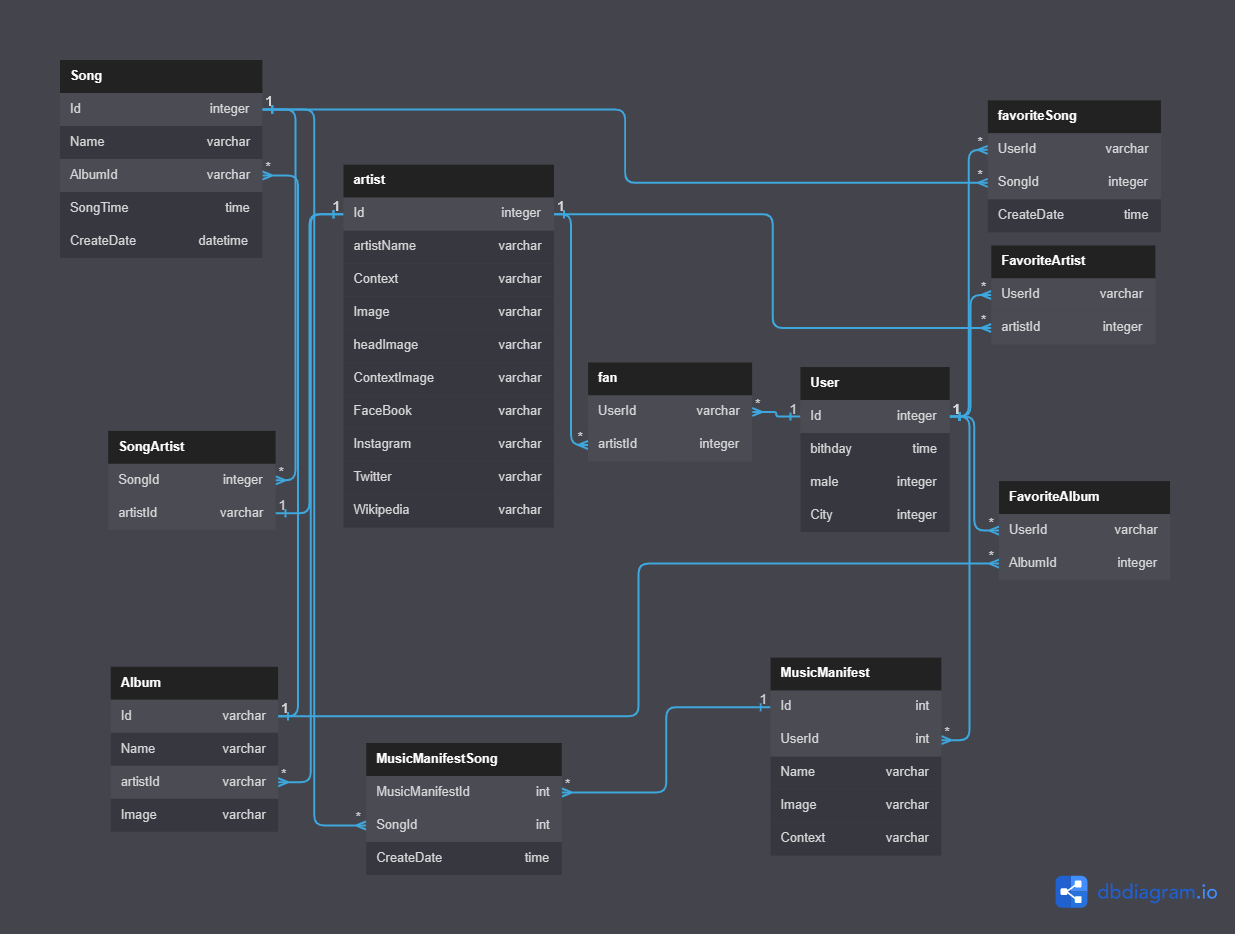 Song
Id integer
Name varchar
AlbumId varchar
SongTime time
CreateDate datetime
1
*
artist
Id integer
artistName varchar
Context varchar
Image varchar
headImage varchar
ContextImage varchar
FaceBook varchar
Instagram varchar
Twitter varchar
Wikipedia varchar
1
1
favoriteSong
UserId varchar
SongId integer
CreateDate time
*
*
FavoriteArtist
UserId varchar
artistId integer
*
*
fan
UserId varchar
artistId integer
*
*
User
Id integer
bithday time
male integer
City integer
1
1
SongArtist
SongId integer
artistId varchar
*
1
FavoriteAlbum
UserId varchar
AlbumId integer
*
*
Album
Id varchar
Name varchar
artistId varchar
Image varchar
1
*
MusicManifestSong
MusicManifestId int
SongId int
CreateDate time
*
*
MusicManifest
Id int
UserId int
Name varchar
Image varchar
Context varchar
1
*
dbdiagram.io